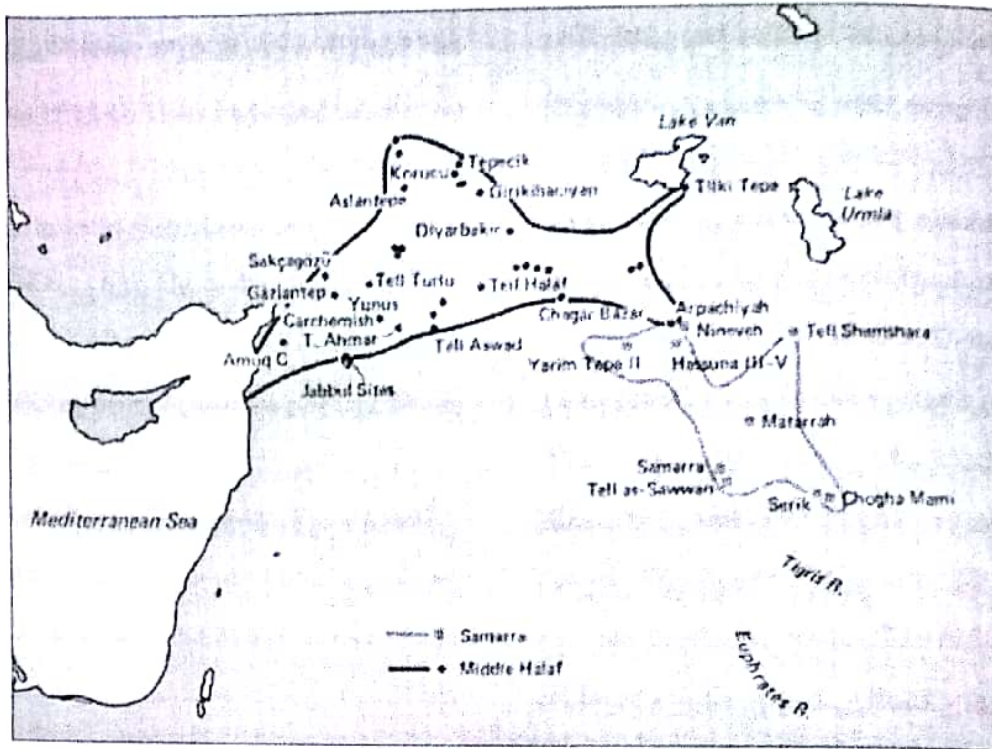 Lake Van
Tepecik
Korucu
Tilki Tepe
Girikihaciyan
Aslantepe
Lake
Urmia
Diyarbakir
Sakçagözü
Tell Turlu
Tell Halaf
Gaziantep
Yunus
Chagar Bazar
Arpachiyah
Carchemish
Nineveh
Tell Shemshara
T. Ahmar
Tell Aswad
Amuq C
Yarim Tepe II
Hassuna III-V
Jabbul Sites
Matarrah
Samarra
Tell as-Sawwan
Serik
Chogha Mami
Mediterranean Sea
Tigris R.
Samarra
Euphrates R.
Middle Halaf